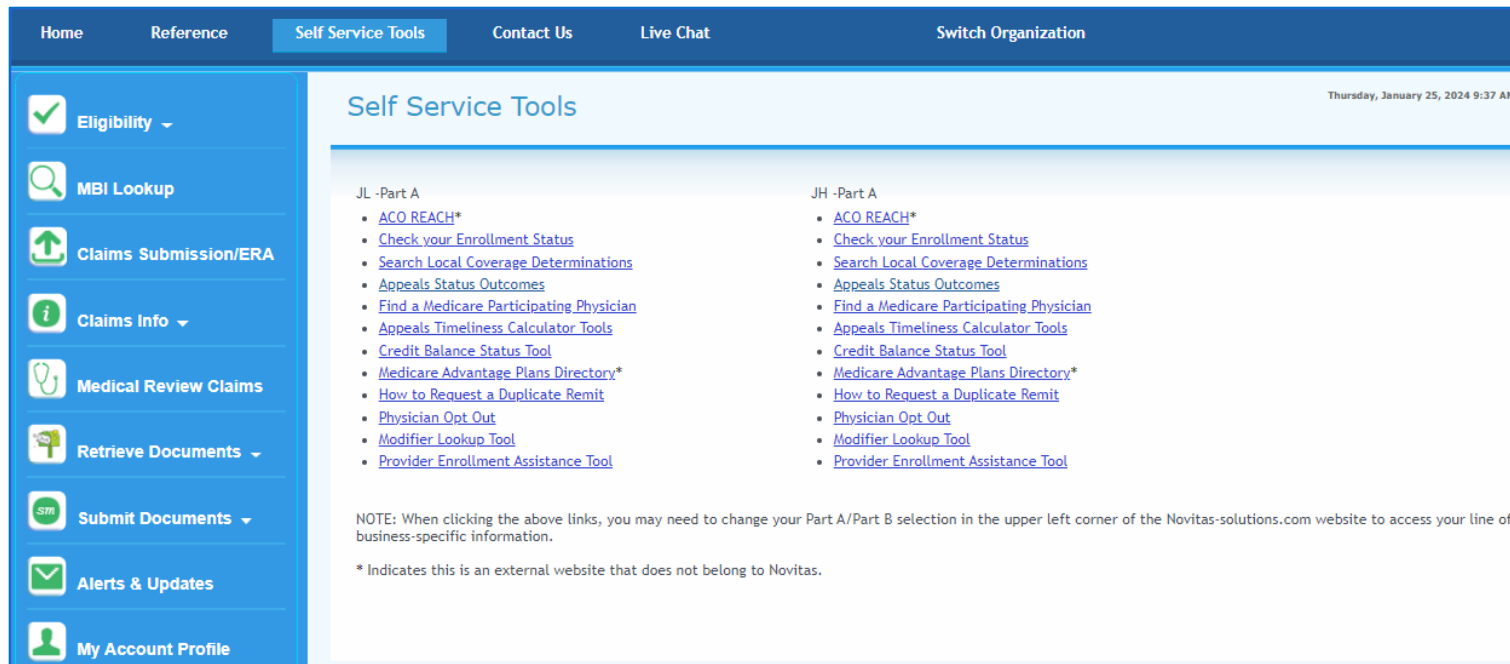 Home Reference Self Service Tools Contact Us Live Chat Switch Organization
Eligibility
MBI Lookup
Claims Submission/ERA
i
Claims Info
Medical Review Claims
Retrieve Documents
sm
Submit Documents
Alerts & Updates
My Account Profile
Self Service Tools
Thursday, January 25, 2024 9:37 AM
JL -Part A
• ACO REACH*
• Check your Enrollment Status
• Search Local Coverage Determinations
• Appeals Status Outcomes
• Find a Medicare Participating Physician
• Appeals Timeliness Calculator Tools
• Credit Balance Status Tool
• Medicare Advantage Plans Directory*
• How to Request a Duplicate Remit
• Physician Opt Out
• Modifier Lookup Tool
• Provider Enrollment Assistance Tool
JH -Part A
• ACO REACH*
• Check your Enrollment Status
• Search Local Coverage Determinations
• Appeals Status Outcomes
• Find a Medicare Participating Physician
• Appeals Timeliness Calculator Tools
• Credit Balance Status Tool
• Medicare Advantage Plans Directory*
• How to Request a Duplicate Remit
• Physician Opt Out
• Modifier Lookup Tool
• Provider Enrollment Assistance Tool
NOTE: When clicking the above links, you may need to change your Part A/Part B selection in the upper left corner of the Novitas-solutions.com website to access your line of
business-specific information.
* Indicates this is an external website that does not belong to Novitas.